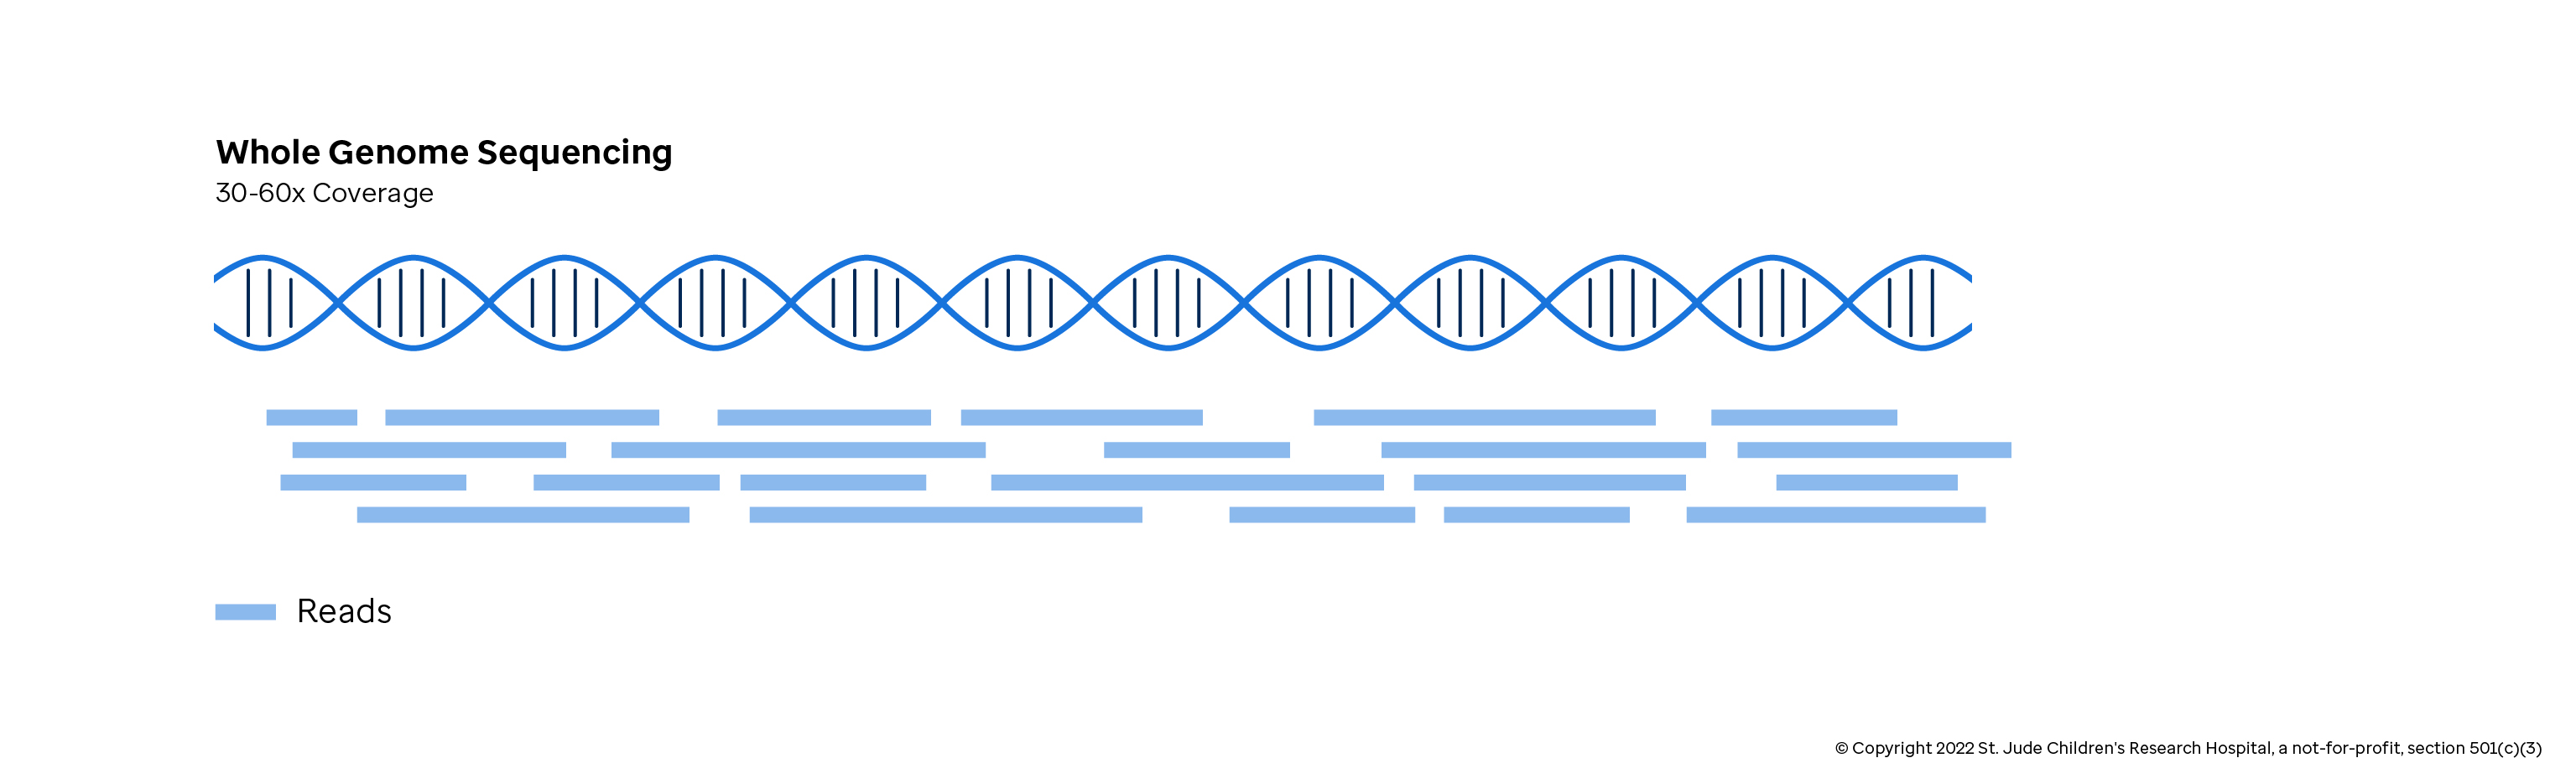 Whole Genome Sequencing
30-60x Coverage
Reads
© Copyright 2022 St. Jude Children's Research Hospital, a not-for-profit, section 501(c)(3)